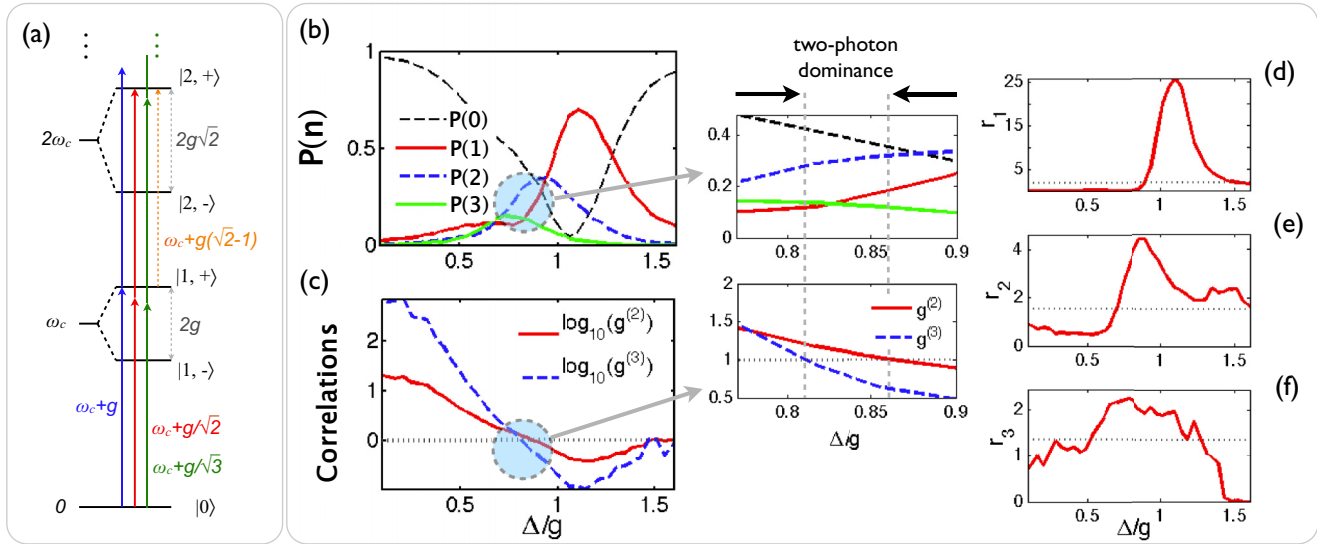 (a)
|2, +⟩
2ω_c
2g√2
|2, -⟩
ω_c+g(√2-1)
|1, +⟩
ω_c
2g
|1, -⟩
ω_c+g
ω_c+g/√2
ω_c+g/√3
0
|0⟩
(b)
P(n)
1
0.5
0
P(0)
P(1)
P(2)
P(3)
0.5
1
1.5
(c)
Correlations
2
1
0
-1
log₁₀(g⁽²⁾)
log₁₀(g⁽³⁾)
0.5
1
1.5
Δ/g
two-photon
dominance
0.4
0.2
0
0.8
0.85
0.9
1.5
1
0.5
g⁽²⁾
g⁽³⁾
0.8
0.85
0.9
Δ/g
(d)
r₁
25
15
5
0.5
1
1.5
(e)
r₂
4
2
0
0.5
1
1.5
(f)
r₃
2
1
0
0.5
1
1.5
Δ/g